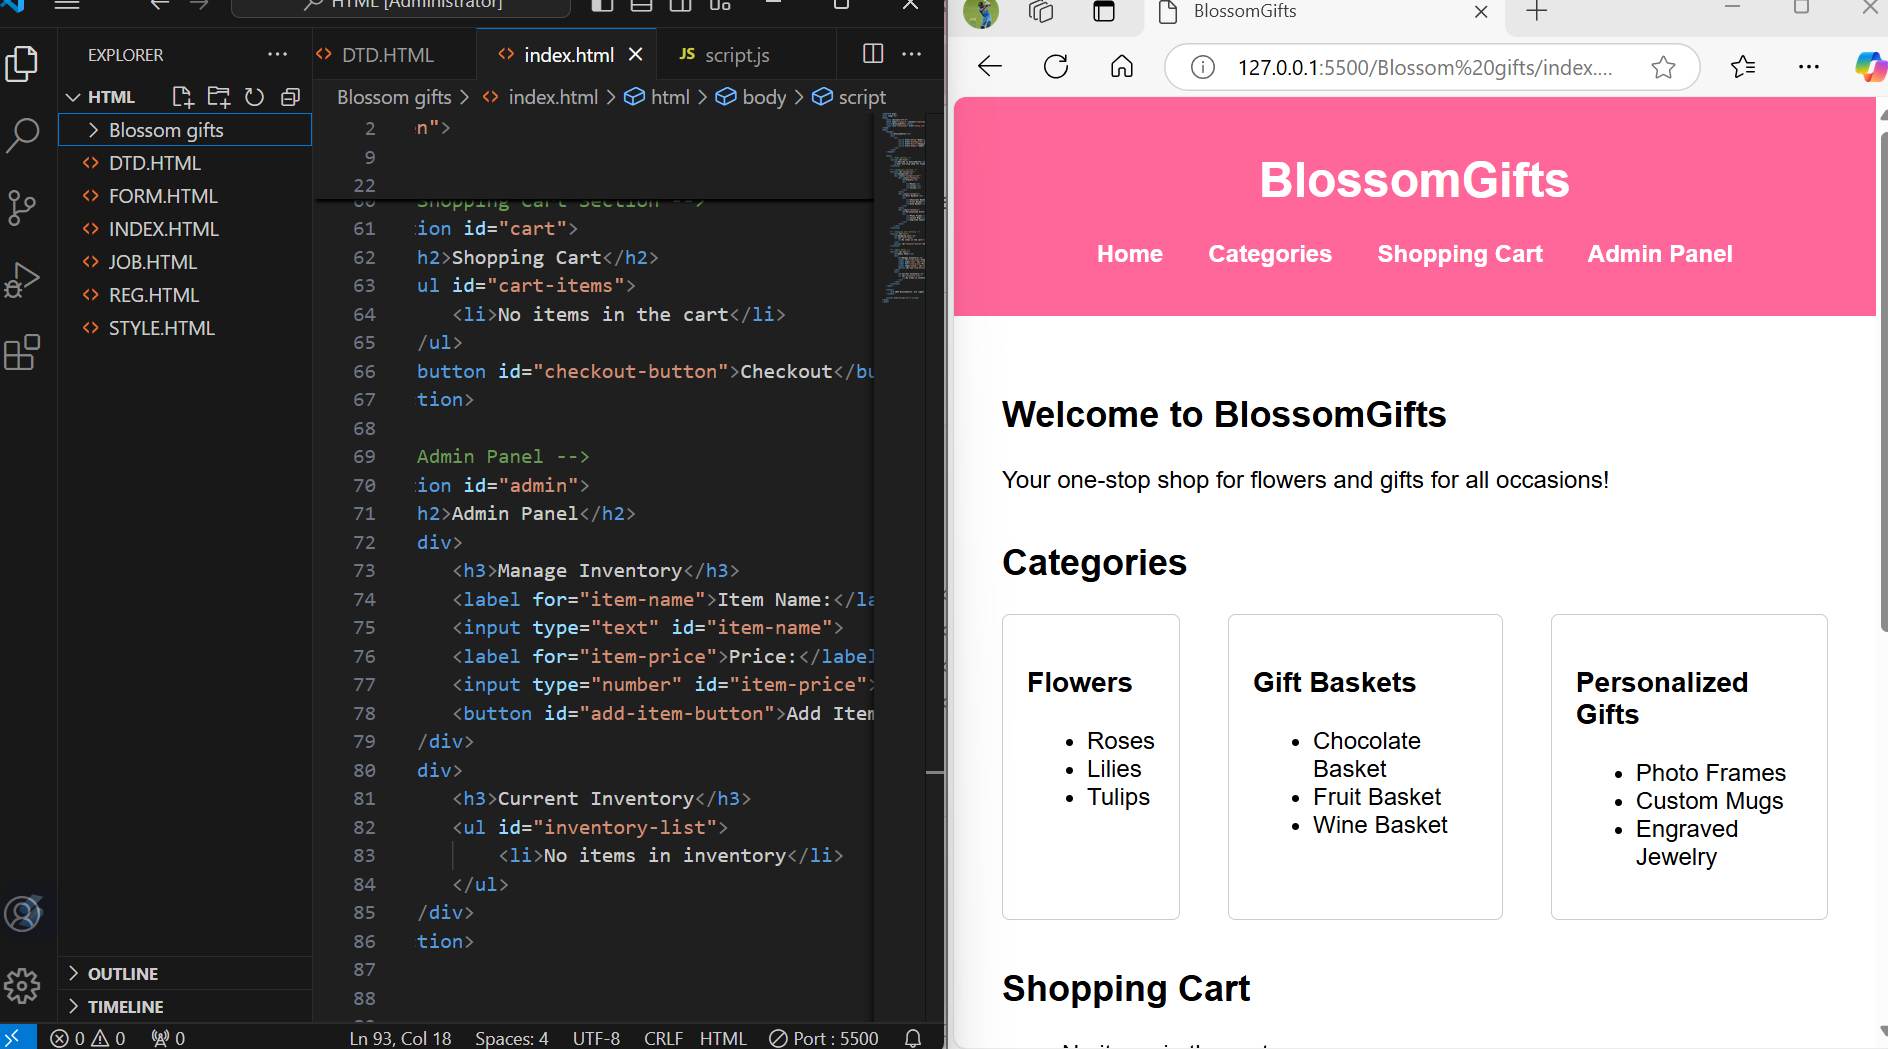 HTML [Administrator]
EXPLORER
HTML
Blossom gifts
DTD.HTML
FORM.HTML
INDEX.HTML
JOB.HTML
REG.HTML
STYLE.HTML
OUTLINE
TIMELINE
DTD.HTML
index.html
JS script.js
Blossom gifts > index.html > html > body > script
2 n">
9
22
60 Shopping Cart Section -->
61 ion id="cart">
62 h2>Shopping Cart</h2>
63 ul id="cart-items">
64 <li>No items in the cart</li>
65 /ul>
66 button id="checkout-button">Checkout</bu
67 tion>
68
69 Admin Panel -->
70 ion id="admin">
71 h2>Admin Panel</h2>
72 div>
73 <h3>Manage Inventory</h3>
74 <label for="item-name">Item Name:</la
75 <input type="text" id="item-name">
76 <label for="item-price">Price:</label
77 <input type="number" id="item-price">
78 <button id="add-item-button">Add Item
79 /div>
80 div>
81 <h3>Current Inventory</h3>
82 <ul id="inventory-list">
83 <li>No items in inventory</li>
84 </ul>
85 /div>
86 tion>
87
88
0 0 0 Ln 93, Col 18 Spaces: 4 UTF-8 CRLF HTML Port : 5500
BlossomGifts
127.0.0.1:5500/Blossom%20gifts/index....
BlossomGifts
Home Categories Shopping Cart Admin Panel
Welcome to BlossomGifts
Your one-stop shop for flowers and gifts for all occasions!
Categories
Flowers
• Roses
• Lilies
• Tulips
Gift Baskets
• Chocolate
Basket
• Fruit Basket
• Wine Basket
Personalized
Gifts
• Photo Frames
• Custom Mugs
• Engraved
Jewelry
Shopping Cart
No items in the cart